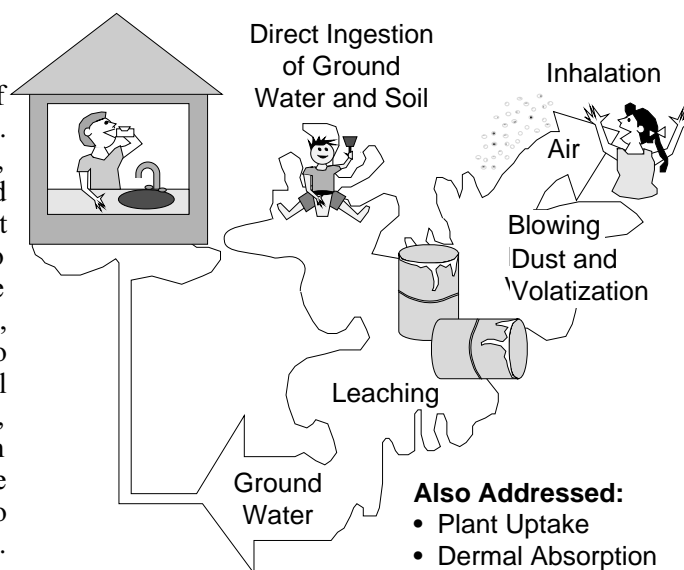 Direct Ingestion
of Ground
Water and Soil
Inhalation
Air
Blowing
Dust and
Volatization
Leaching
Ground
Water
Also Addressed:
• Plant Uptake
• Dermal Absorption